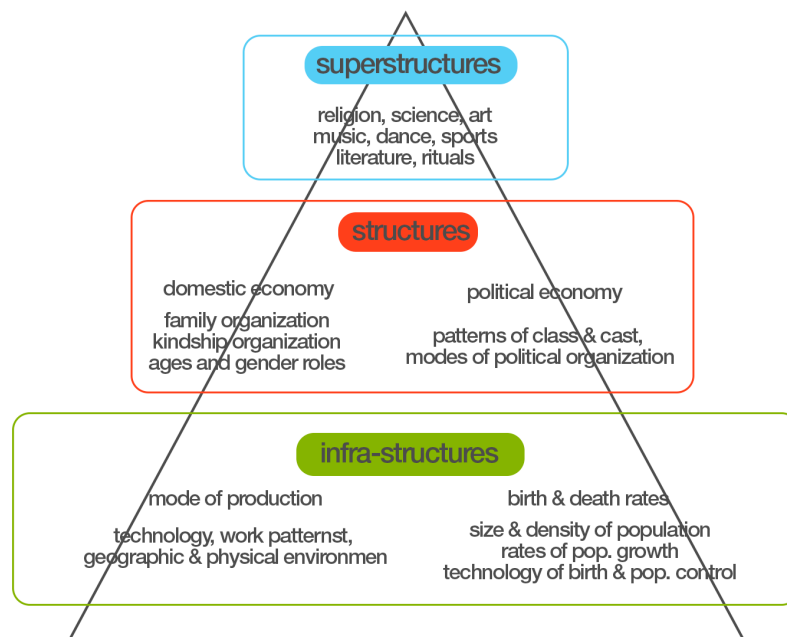 superstructures
religion, science, art
music, dance, sports
literature, rituals
structures
domestic economy
family organization
kindship organization
ages and gender roles
political economy
patterns of class & cast,
modes of political organization
infra-structures
mode of production
technology, work patternst,
geographic & physical environmen
birth & death rates
size & density of population
rates of pop. growth
technology of birth & pop. control